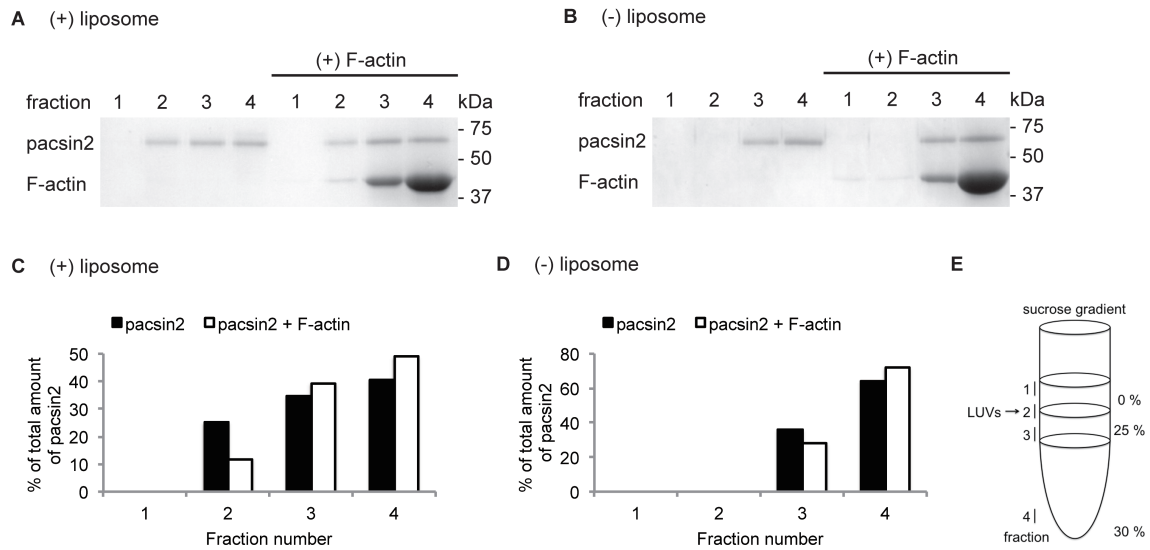 A (+) liposome
(+) F-actin
fraction 1 2 3 4 1 2 3 4 kDa
pacsin2 - 75
- 50
F-actin
- 37
B (-) liposome
(+) F-actin
fraction 1 2 3 4 1 2 3 4 kDa
pacsin2 - 75
- 50
F-actin
- 37
C (+) liposome
pacsin2 pacsin2 + F-actin
% of total amount
of pacsin2
50
40
30
20
10
0
1 2 3 4
Fraction number
D (-) liposome
pacsin2 pacsin2 + F-actin
% of total amount
of pacsin2
80
60
40
20
0
1 2 3 4
Fraction number
E
sucrose gradient
1
0 %
LUVs → 2
25 %
3
4
fraction
30 %